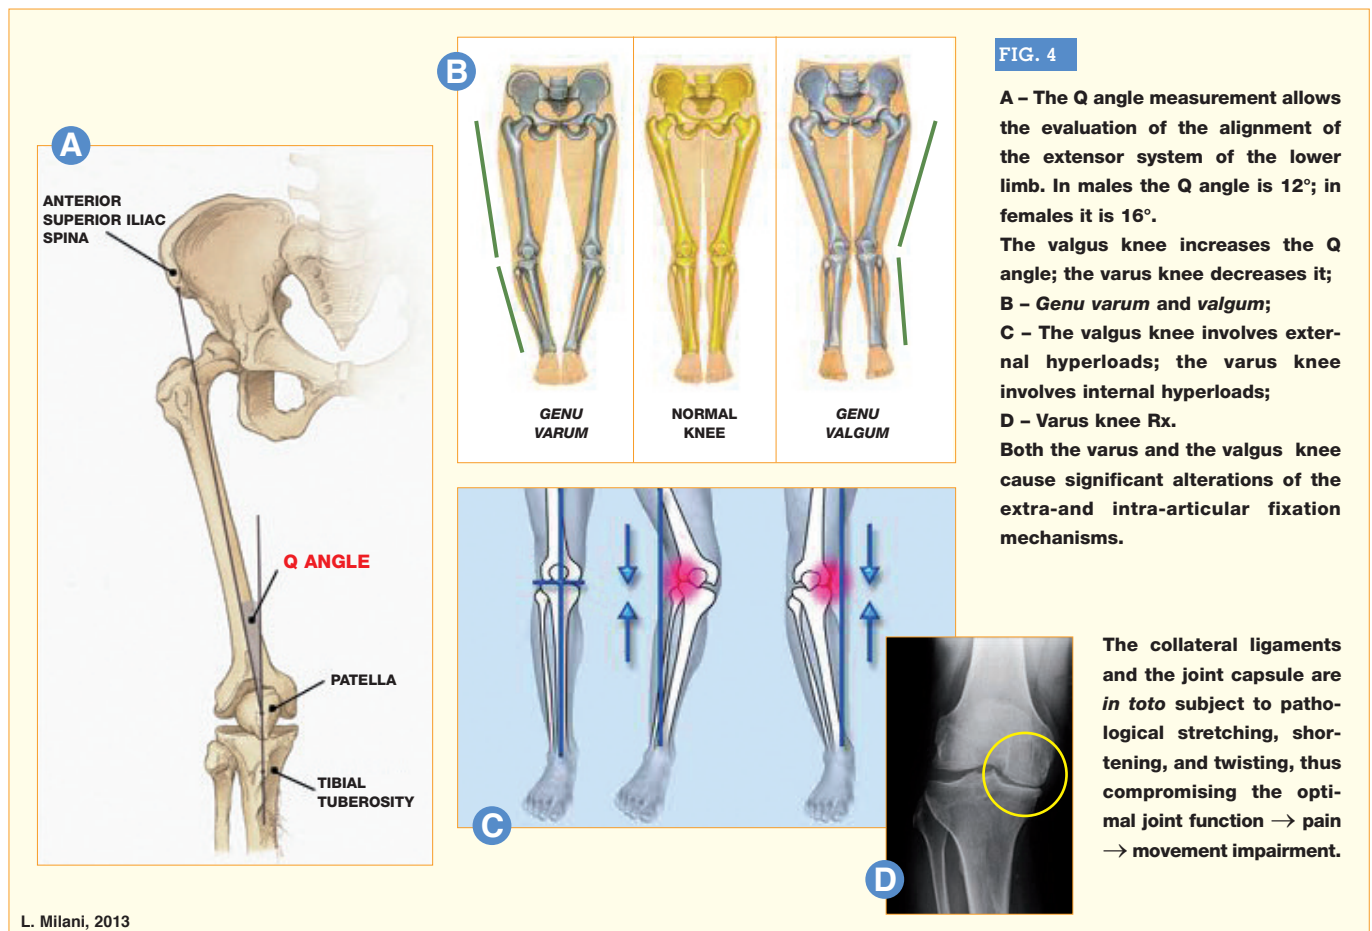 A
ANTERIOR
SUPERIOR ILIAC
SPINA
Q ANGLE
PATELLA
TIBIAL
TUBEROSITY
B
GENU
VARUM
NORMAL
KNEE
GENU
VALGUM
C
D
FIG. 4
A – The Q angle measurement allows
the evaluation of the alignment of
the extensor system of the lower
limb. In males the Q angle is 12°; in
females it is 16°.
The valgus knee increases the Q
angle; the varus knee decreases it;
B – Genu varum and valgum;
C – The valgus knee involves exter-
nal hyperloads; the varus knee
involves internal hyperloads;
D – Varus knee Rx.
Both the varus and the valgus knee
cause significant alterations of the
extra-and intra-articular fixation
mechanisms.
The collateral ligaments
and the joint capsule are
in toto subject to patho-
logical stretching, shor-
tening, and twisting, thus
compromising the opti-
mal joint function → pain
→ movement impairment.
L. Milani, 2013